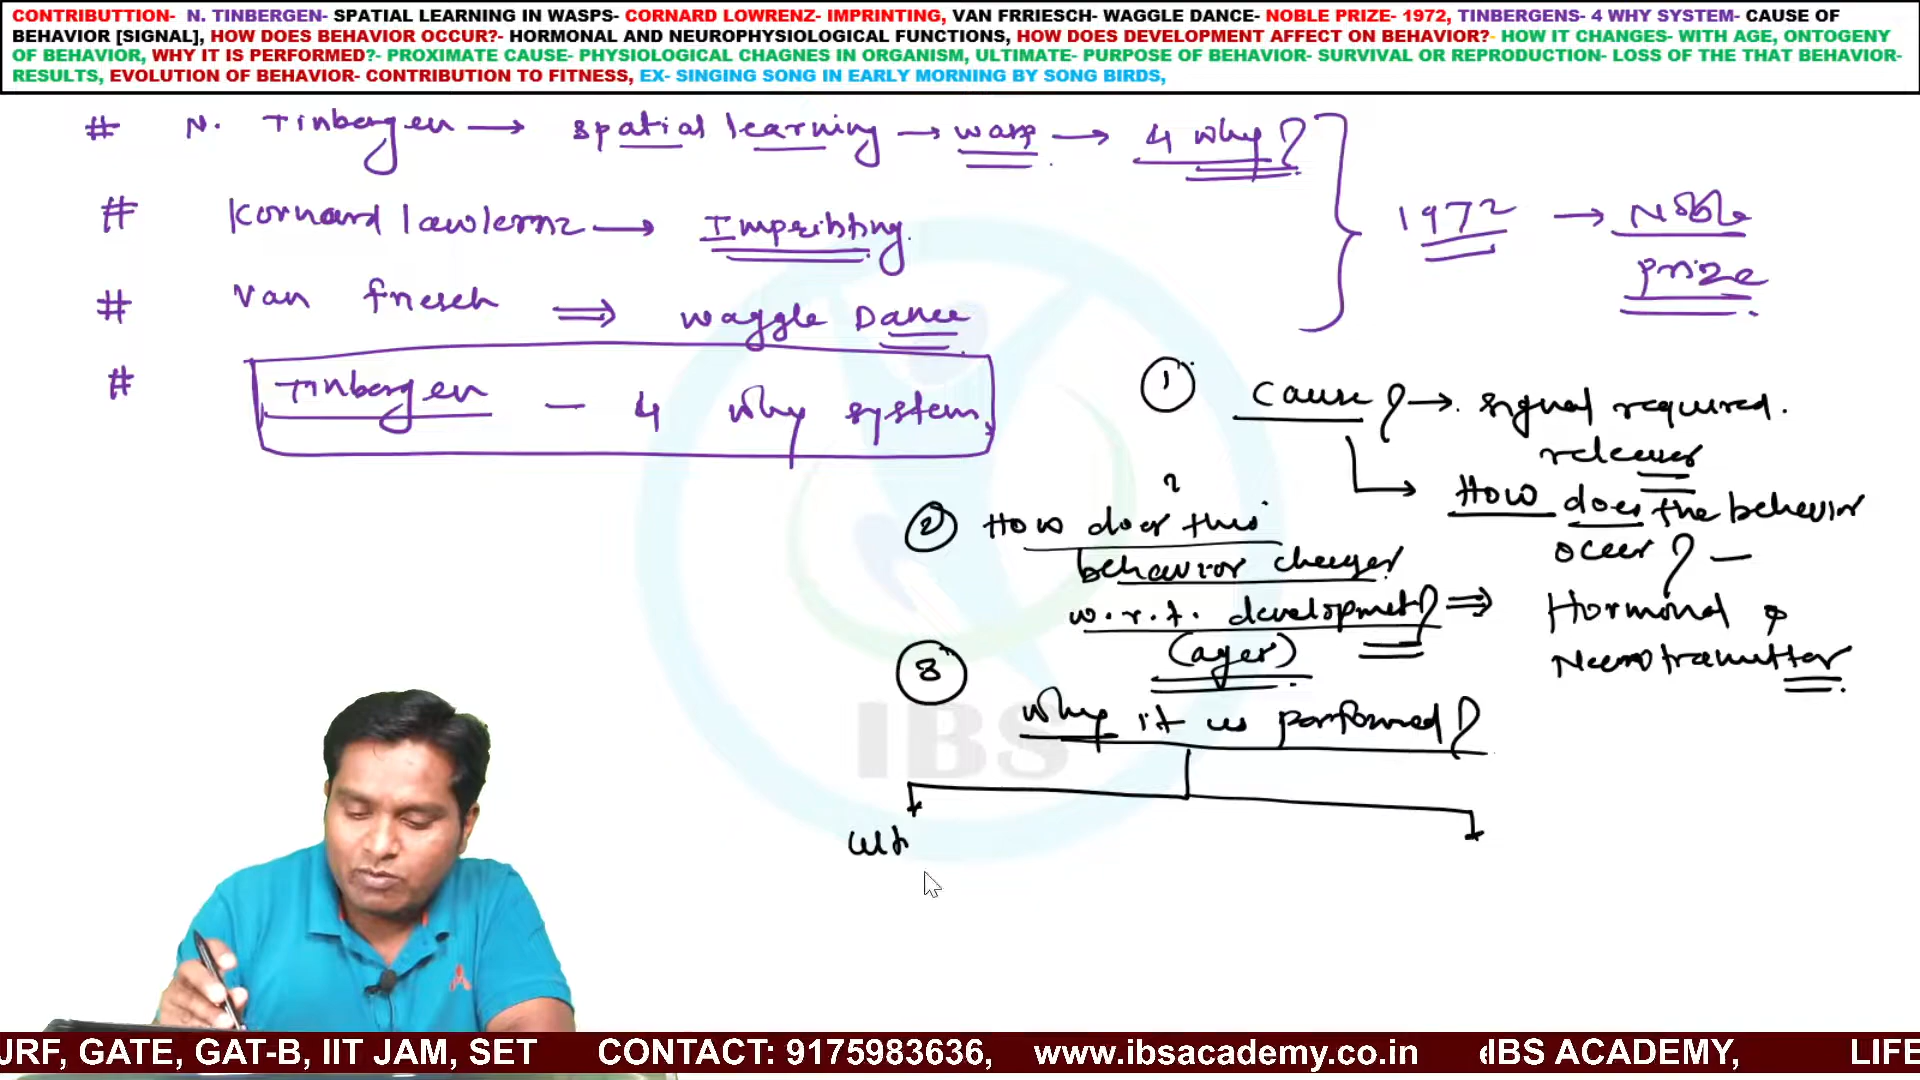 CONTRIBUTTION- N. TINBERGEN- SPATIAL LEARNING IN WASPS- CORNARD LOWRENZ- IMPRINTING, VAN FRRIESCH- WAGGLE DANCE- NOBLE PRIZE- 1972, TINBERGENS- 4 WHY SYSTEM- CAUSE OF
BEHAVIOR [SIGNAL], HOW DOES BEHAVIOR OCCUR?- HORMONAL AND NEUROPHYSIOLOGICAL FUNCTIONS, HOW DOES DEVELOPMENT AFFECT ON BEHAVIOR?- HOW IT CHANGES- WITH AGE, ONTOGENY
OF BEHAVIOR, WHY IT IS PERFORMED?- PROXIMATE CAUSE- PHYSIOLOGICAL CHAGNES IN ORGANISM, ULTIMATE- PURPOSE OF BEHAVIOR- SURVIVAL OR REPRODUCTION- LOSS OF THE THAT BEHAVIOR-
RESULTS, EVOLUTION OF BEHAVIOR- CONTRIBUTION TO FITNESS, EX- SINGING SONG IN EARLY MORNING BY SONG BIRDS,
# N. Tinbergen → spatial learning → wasp → 4 why?
# Kornard → Impribting.
1972 → Noble
prize
# Van friesch ⇒ Waggle Dance
# Tinbergen – 4 why system
① Cause? → signal required.
releaser
How does the behavior
occer? –
Hormonal &
② How does this ?
behavior changes
w.r.t. development? ⇒
(ages)
③ Why it is performed?
Ult
IBS
JRF, GATE, GAT-B, IIT JAM, SET CONTACT: 9175983636, www.ibsacademy.co.in IBS ACADEMY, LIFE